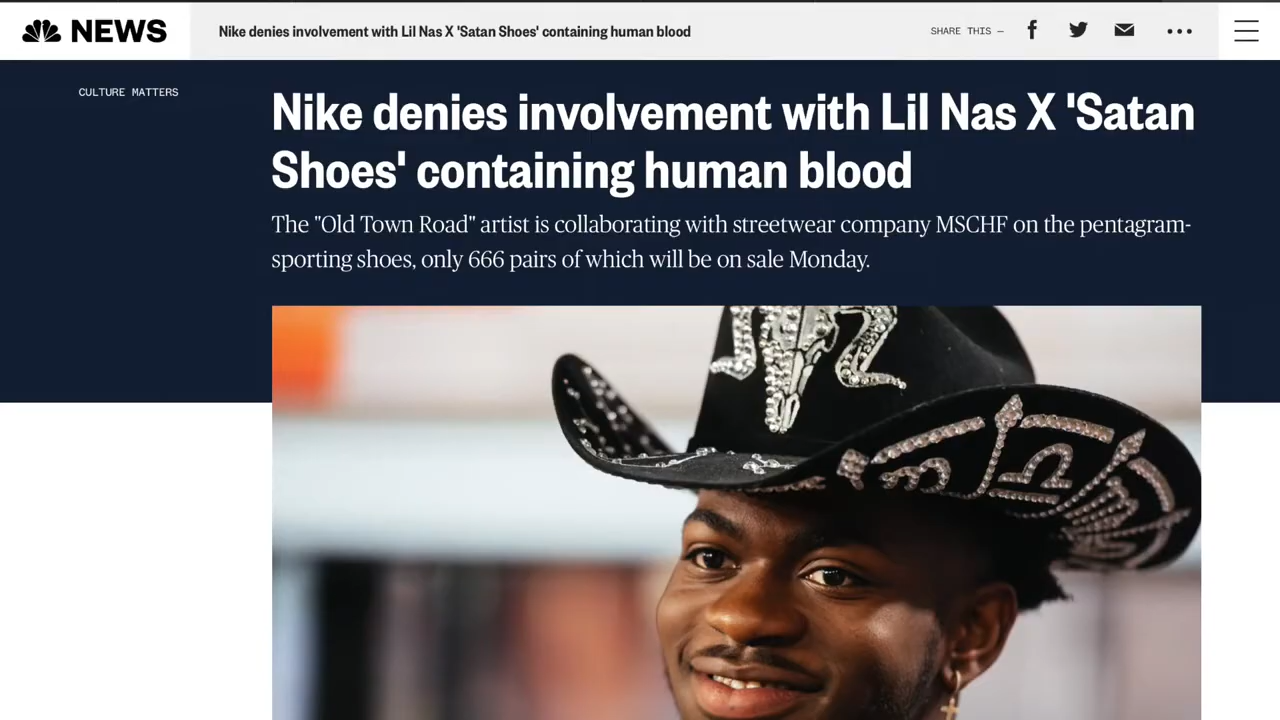 NEWS
Nike denies involvement with Lil Nas X 'Satan Shoes' containing human blood
SHARE THIS —
CULTURE MATTERS
Nike denies involvement with Lil Nas X 'Satan
Shoes' containing human blood
The "Old Town Road" artist is collaborating with streetwear company MSCHF on the pentagram-
sporting shoes, only 666 pairs of which will be on sale Monday.